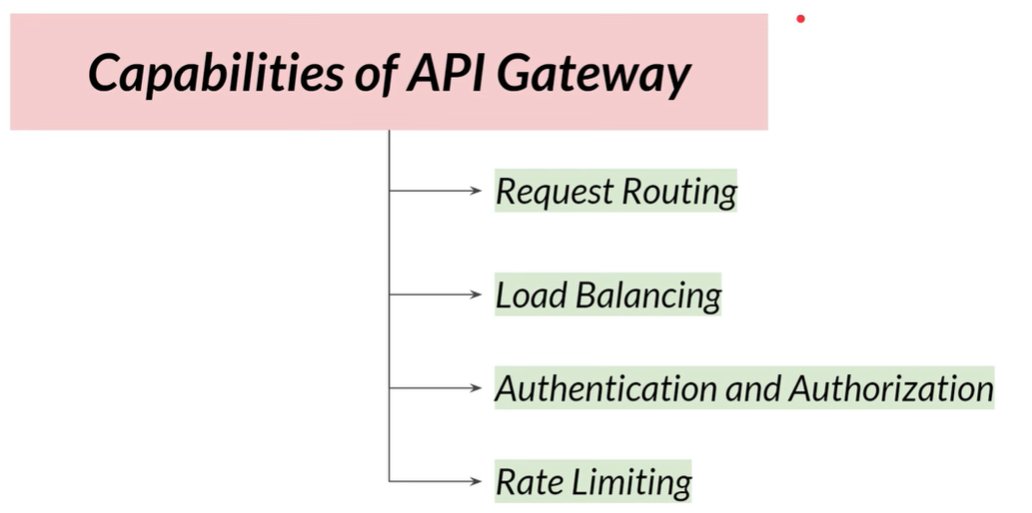 Capabilities of API Gateway
Request Routing
Load Balancing
Authentication and Authorization
Rate Limiting